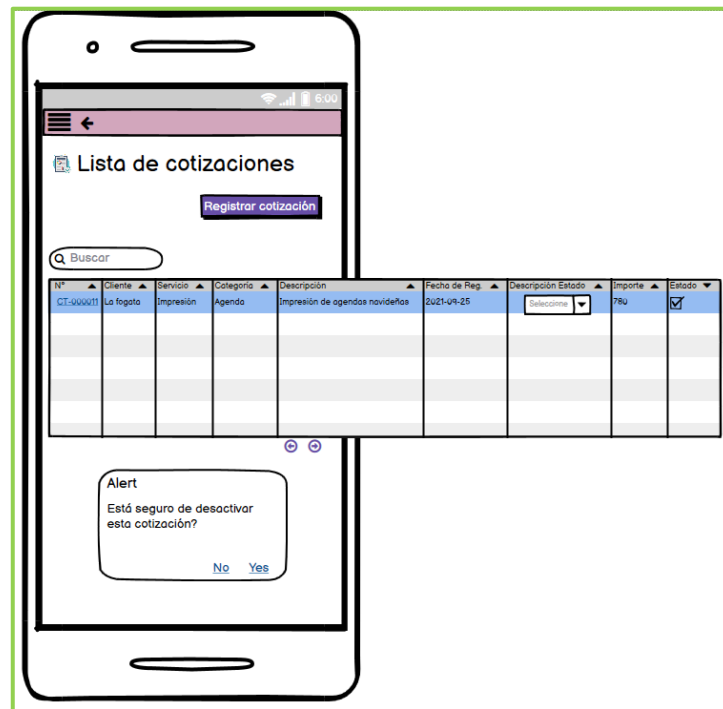 6:00
Lista de cotizaciones
Registrar cotización
Buscar
N° Cliente Servicio Categoría Descripción Fecha de Reg. Descripción Estado Importe Estado
CT-000011 La fogata Impresión Agenda Impresión de agendas navideñas 2021-09-25 Seleccione 780
Alert
Está seguro de desactivar
esta cotización?
No Yes